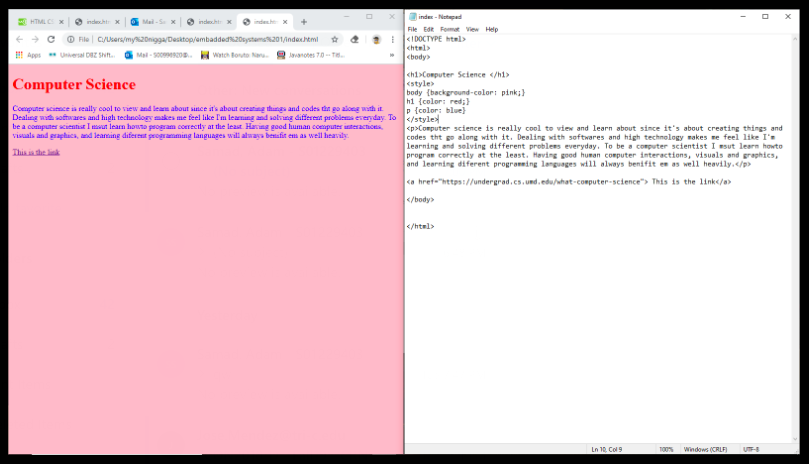 HTML C
index.htm
Mail - Su
index.htm
index.htm
File | C:/Users/my%20nigga/Desktop/embadded%20systems%201/index.html
Apps Universal DBZ Shift... Mail - S00996920@... Watch Boruto: Naru... Javanotes 7.0 -- Titl... »
Computer Science
Computer science is really cool to view and learn about since it's about creating things and codes tht go along with it.
Dealing with softwares and high technology makes me feel like I'm learning and solving different problems everyday. To
be a computer scientist I msut learn howto program correctly at the least. Having good human computer interactions,
visuals and graphics, and learning diferent programming languages will always benifit em as well heavily.
This is the link
index - Notepad
File Edit Format View Help
<!DOCTYPE html>
<html>
<body>
<h1>Computer Science </h1>
<style>
body {background-color: pink;}
h1 {color: red;}
p {color: blue}
</style>
<p>Computer science is really cool to view and learn about since it's about creating things and
codes tht go along with it. Dealing with softwares and high technology makes me feel like I'm
learning and solving different problems everyday. To be a computer scientist I msut learn howto
program correctly at the least. Having good human computer interactions, visuals and graphics,
and learning diferent programming languages will always benifit em as well heavily.</p>
<a href="https://undergrad.cs.umd.edu/what-computer-science"> This is the link</a>
</body>
</html>
Ln 10, Col 9 100% Windows (CRLF) UTF-8